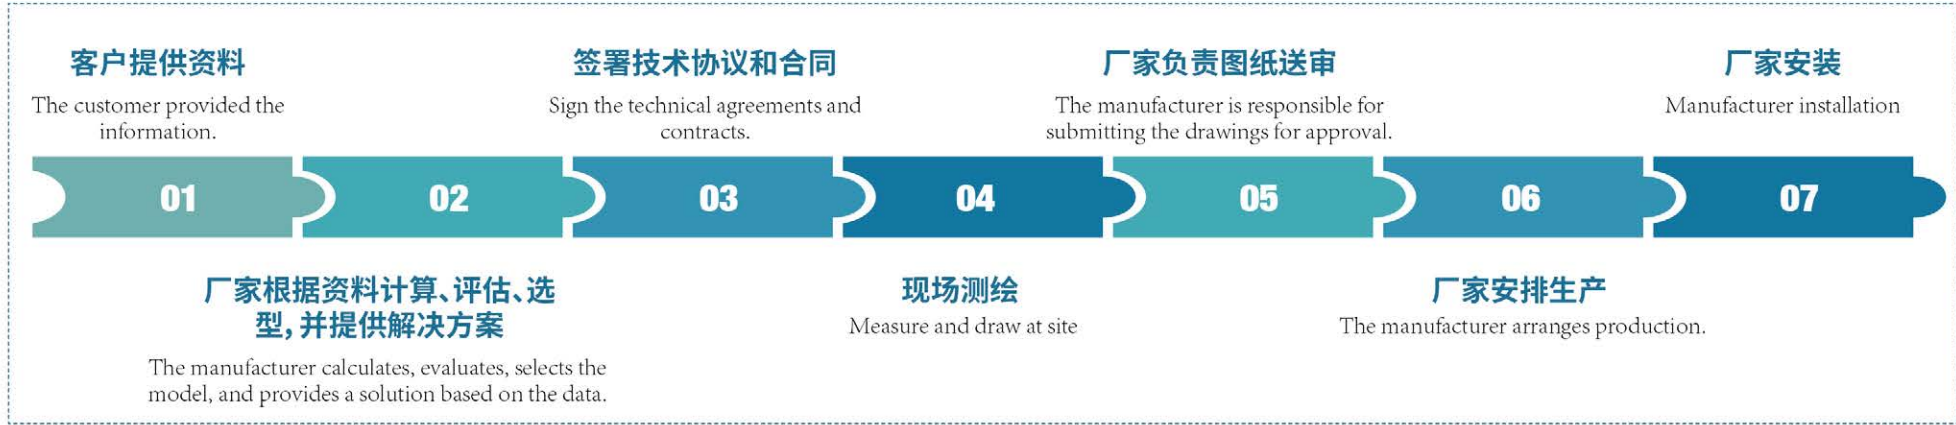 客户提供资料
The customer provided the
information.
签署技术协议和合同
Sign the technical agreements and
contracts.
厂家负责图纸送审
The manufacturer is responsible for
submitting the drawings for approval.
厂家安装
Manufacturer installation
01
02
03
04
05
06
07
厂家根据资料计算、评估、选
型,并提供解决方案
The manufacturer calculates, evaluates, selects the
model, and provides a solution based on the data.
现场测绘
Measure and draw at site
厂家安排生产
The manufacturer arranges production.